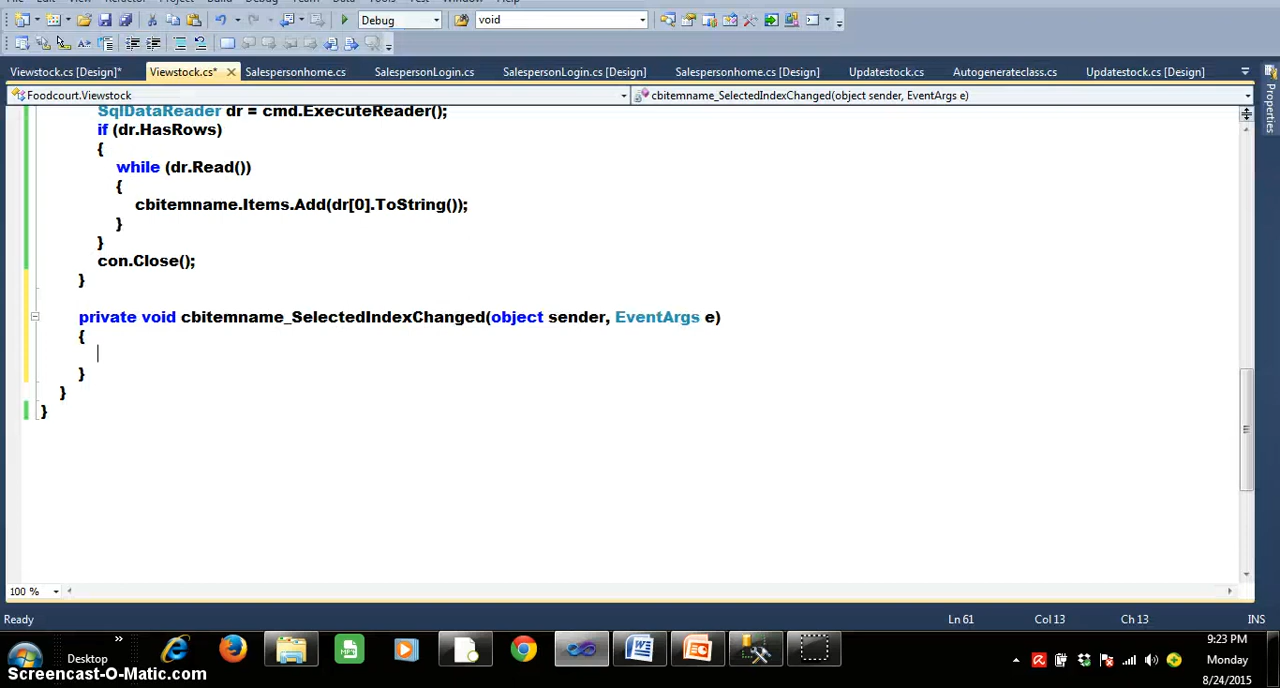 Debug
void
Viewstock.cs [Design]*
Viewstock.cs*
Salespersonhome.cs
SalespersonLogin.cs
SalespersonLogin.cs [Design]
Salespersonhome.cs [Design]
Updatestock.cs
Autogenerateclass.cs
Updatestock.cs [Design]
Foodcourt.Viewstock
cbitemname_SelectedIndexChanged(object sender, EventArgs e)
Properties
SqlDataReader dr = cmd.ExecuteReader();
if (dr.HasRows)
{
while (dr.Read())
{
cbitemname.Items.Add(dr[0].ToString());
}
}
con.Close();
}
private void cbitemname_SelectedIndexChanged(object sender, EventArgs e)
{
}
}
}
100 %
Ready
Ln 61
Col 13
Ch 13
INS
Desktop
9:23 PM
Monday
8/24/2015
Screencast-O-Matic.com